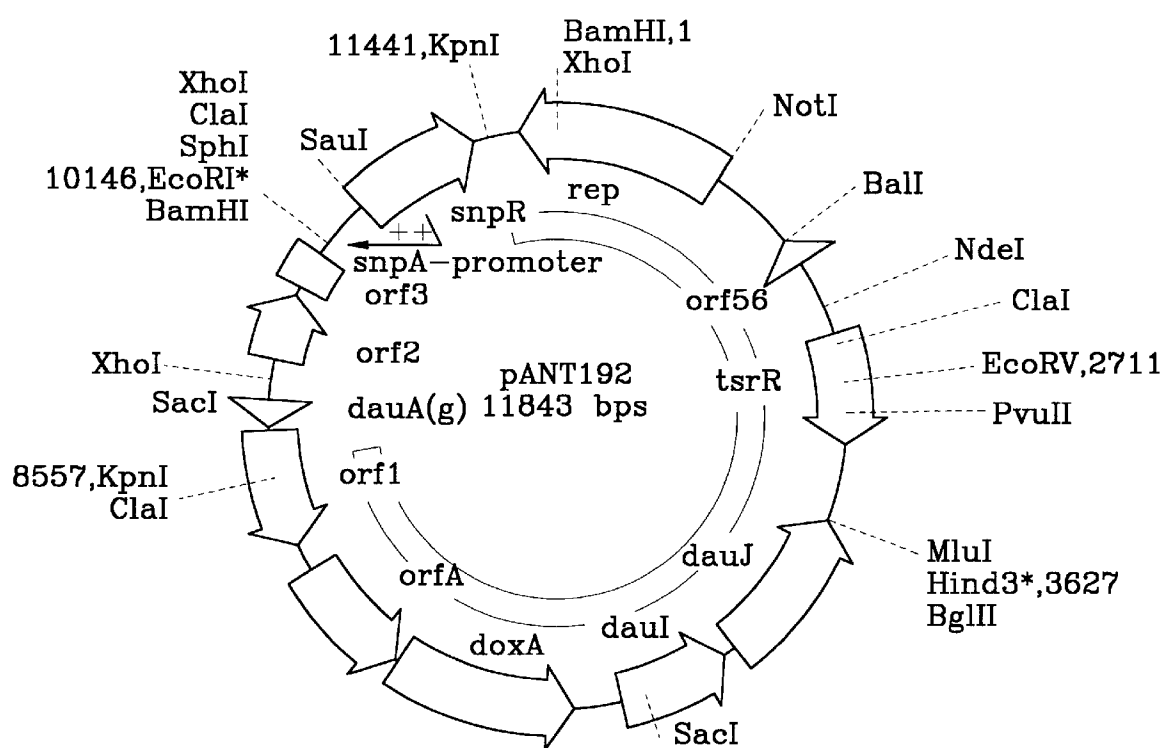 11441,KpnI
BamHI,1
XhoI
NotI
XhoI
ClaI
SphI
10146,EcoRI*
BamHI
SauI
BalI
rep
snpR
++
snpA-promoter
orf3
NdeI
orf56
ClaI
XhoI
orf2
pANT192
11843 bps
tsrR
EcoRV,2711
SacI
dauA(g)
PvuII
8557,KpnI
ClaI
orf1
MluI
Hind3*,3627
BglII
dauJ
orfA
dauI
doxA
SacI